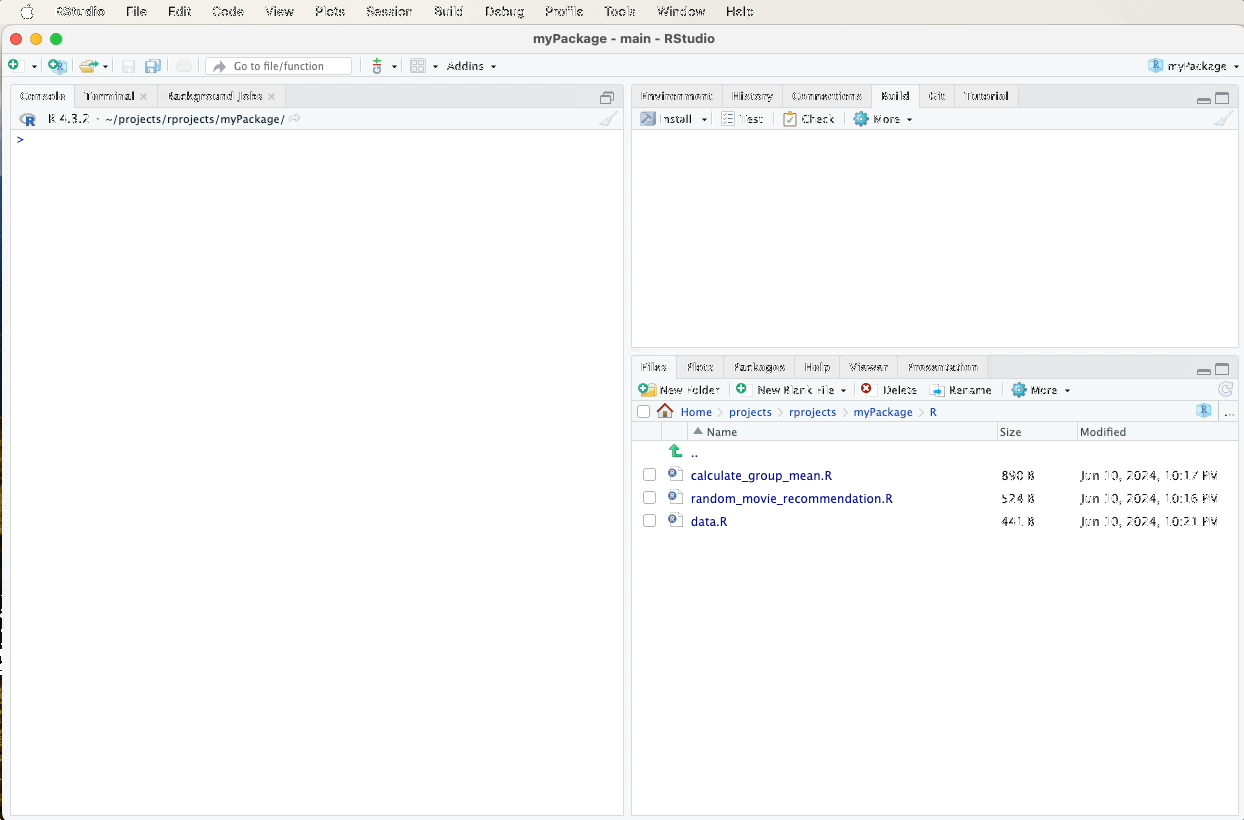 RStudio File Edit Code View Plots Session Build Debug Profile Tools Window Help
myPackage - main - RStudio
Go to file/function Addins myPackage
Console Terminal Background Jobs
R 4.3.2 · ~/projects/rprojects/myPackage/
>
Environment History Connections Build Git Tutorial
Install Test Check More
Files Plots Packages Help Viewer Presentation
New Folder New Blank File Delete Rename More
Home projects rprojects myPackage R ...
Name Size Modified
..
calculate_group_mean.R 890 B Jun 10, 2024, 10:17 PM
random_movie_recommendation.R 524 B Jun 10, 2024, 10:16 PM
data.R 441 B Jun 10, 2024, 10:21 PM